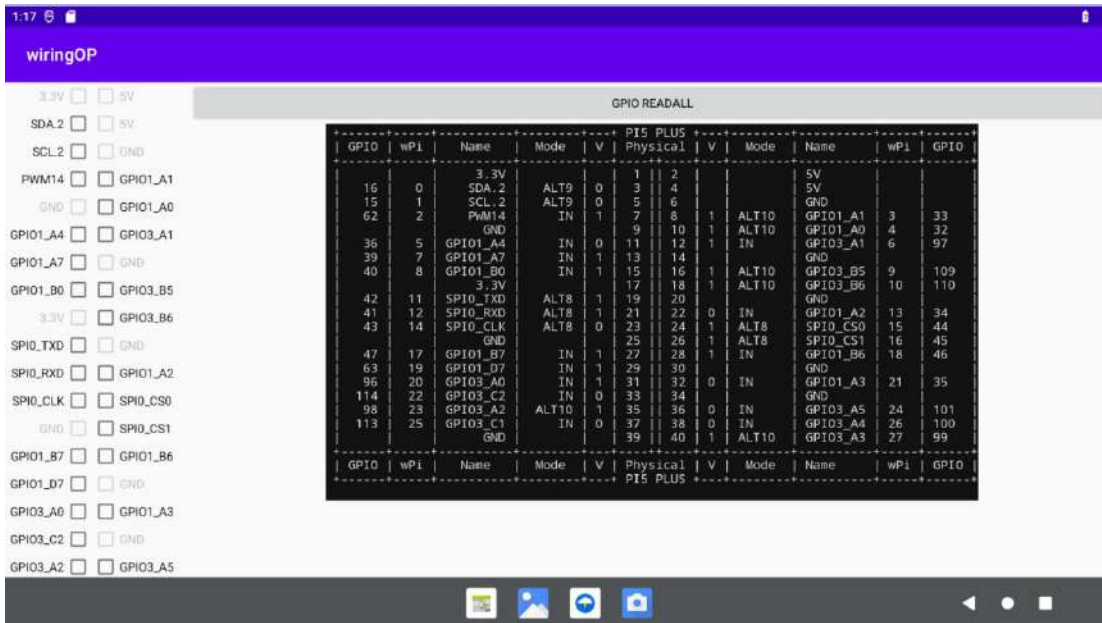 1:17
wiringOP
3.3V 5V
SDA.2 5V
SCL.2 GND
PWM14 GPIO1_A1
GND GPIO1_A0
GPIO1_A4 GPIO3_A1
GPIO1_A7 GND
GPIO1_B0 GPIO3_B5
3.3V GPIO3_B6
SPI0_TXD GND
SPI0_RXD GPIO1_A2
SPI0_CLK SPI0_CS0
GND SPI0_CS1
GPIO1_B7 GPIO1_B6
GPIO1_D7 GND
GPIO3_A0 GPIO1_A3
GPIO3_C2 GND
GPIO3_A2 GPIO3_A5
GPIO READALL
+------+-----+----------+--------+---+ PI5 PLUS +---+--------+----------+-----+------+
| GPIO | wPi | Name | Mode | V | Physical | V | Mode | Name | wPi | GPIO |
+------+-----+----------+--------+---+----++----+---+--------+----------+-----+------+
| | | 3.3V | | | 1 || 2 | | | 5V | | |
| 16 | 0 | SDA.2 | ALT9 | 0 | 3 || 4 | | | 5V | | |
| 15 | 1 | SCL.2 | ALT9 | 0 | 5 || 6 | | | GND | | |
| 62 | 2 | PWM14 | IN | 1 | 7 || 8 | 1 | ALT10 | GPIO1_A1 | 3 | 33 |
| | | GND | | | 9 || 10 | 1 | ALT10 | GPIO1_A0 | 4 | 32 |
| 36 | 5 | GPIO1_A4 | IN | 0 | 11 || 12 | 1 | IN | GPIO3_A1 | 6 | 97 |
| 39 | 7 | GPIO1_A7 | IN | 1 | 13 || 14 | | | GND | | |
| 40 | 8 | GPIO1_B0 | IN | 1 | 15 || 16 | 1 | ALT10 | GPIO3_B5 | 9 | 109 |
| | | 3.3V | | | 17 || 18 | 1 | ALT10 | GPIO3_B6 | 10 | 110 |
| 42 | 11 | SPI0_TXD | ALT8 | 1 | 19 || 20 | | | GND | | |
| 41 | 12 | SPI0_RXD | ALT8 | 1 | 21 || 22 | 0 | IN | GPIO1_A2 | 13 | 34 |
| 43 | 14 | SPI0_CLK | ALT8 | 0 | 23 || 24 | 1 | ALT8 | SPI0_CS0 | 15 | 44 |
| | | GND | | | 25 || 26 | 1 | ALT8 | SPI0_CS1 | 16 | 45 |
| 47 | 17 | GPIO1_B7 | IN | 1 | 27 || 28 | 1 | IN | GPIO1_B6 | 18 | 46 |
| 63 | 19 | GPIO1_D7 | IN | 1 | 29 || 30 | | | GND | | |
| 96 | 20 | GPIO3_A0 | IN | 1 | 31 || 32 | 0 | IN | GPIO1_A3 | 21 | 35 |
| 114 | 22 | GPIO3_C2 | IN | 0 | 33 || 34 | | | GND | | |
| 98 | 23 | GPIO3_A2 | ALT10 | 1 | 35 || 36 | 0 | IN | GPIO3_A5 | 24 | 101 |
| 113 | 25 | GPIO3_C1 | IN | 0 | 37 || 38 | 0 | IN | GPIO3_A4 | 26 | 100 |
| | | GND | | | 39 || 40 | 1 | ALT10 | GPIO3_A3 | 27 | 99 |
+------+-----+----------+--------+---+----++----+---+--------+----------+-----+------+
| GPIO | wPi | Name | Mode | V | Physical | V | Mode | Name | wPi | GPIO |
+------+-----+----------+--------+---+ PI5 PLUS +---+--------+----------+-----+------+